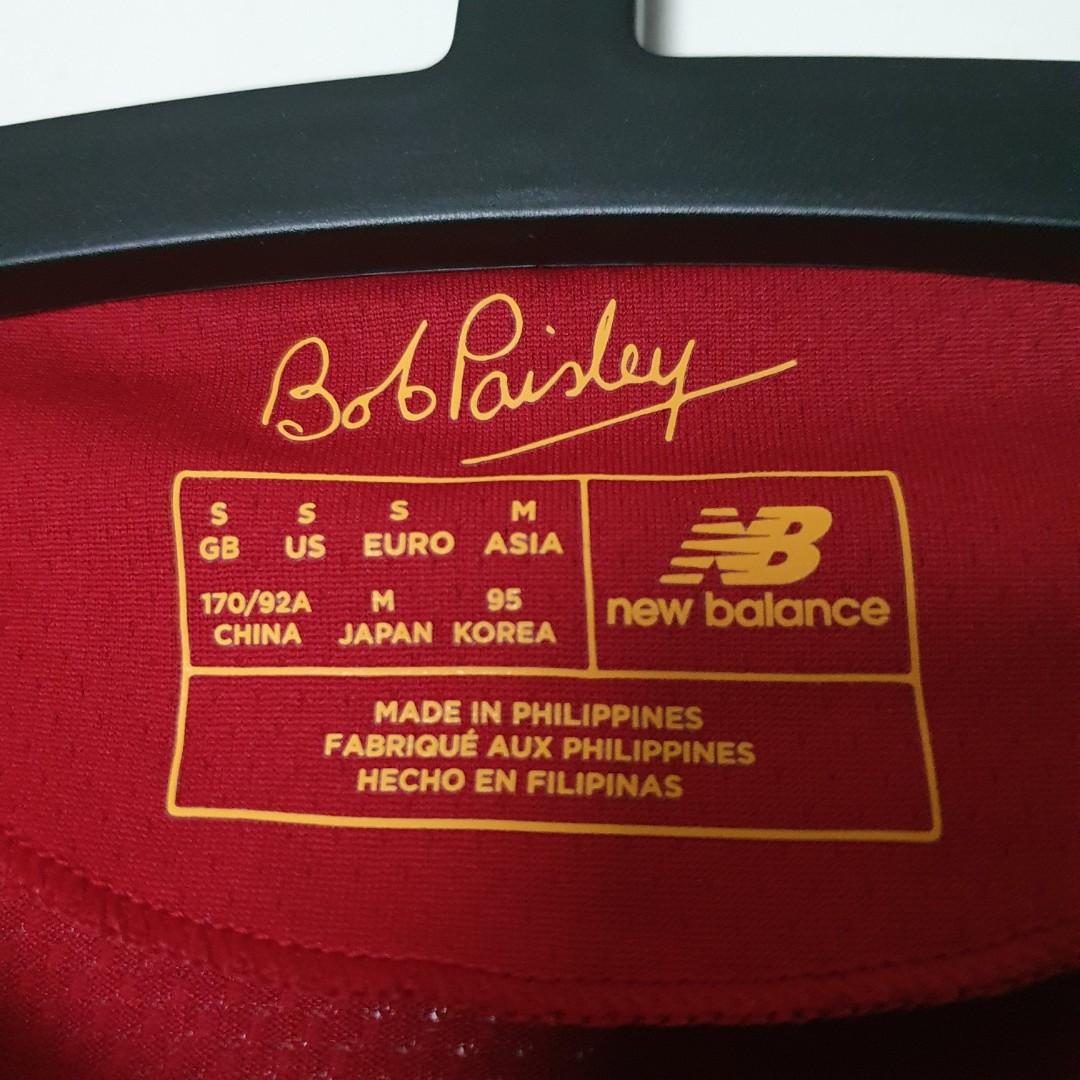 Bob Paisley
S S S M
GB US EURO ASIA
170/92A M 95
CHINA JAPAN KOREA
NB
new balance
MADE IN PHILIPPINES
FABRIQUÉ AUX PHILIPPINES
HECHO EN FILIPINAS